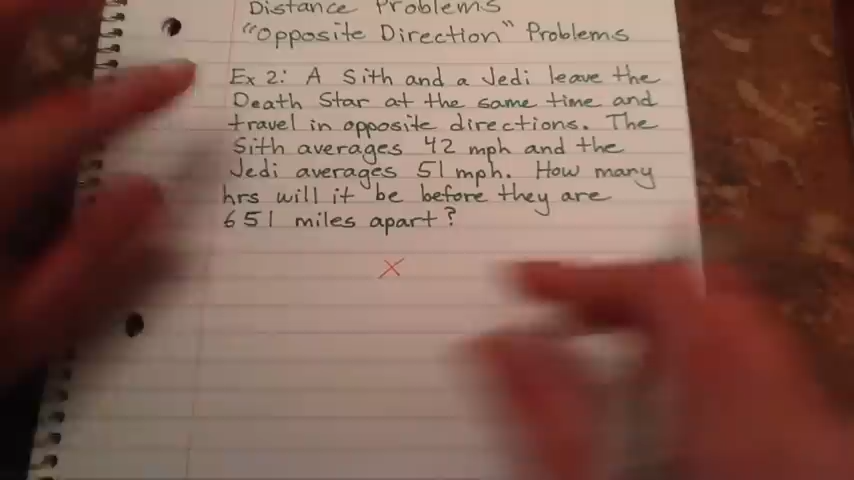 Distance Problems
"Opposite Direction" Problems
Ex 2: A Sith and a Jedi leave the
Death Star at the same time and
travel in opposite directions. The
Sith averages 42 mph and the
Jedi averages 51 mph. How many
hrs will it be before they are
651 miles apart?
X